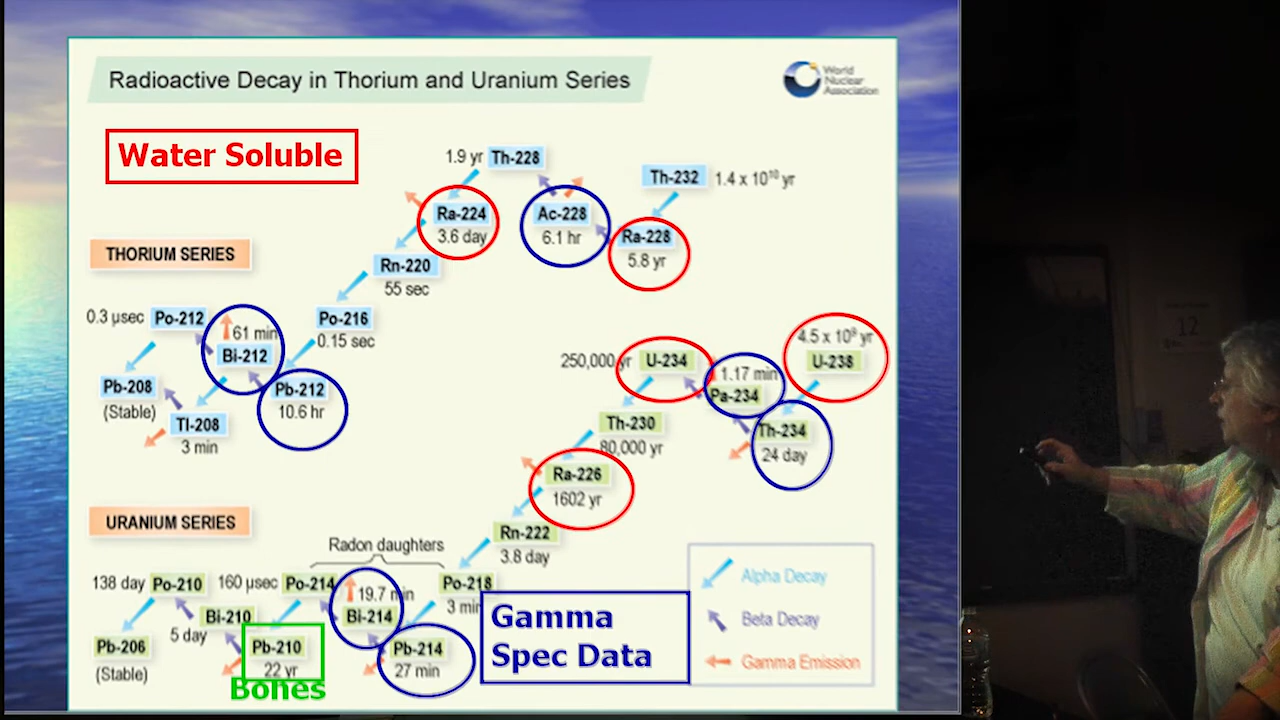 Radioactive Decay in Thorium and Uranium Series
World
Nuclear
Association
Water Soluble
1.9 yr Th-228
Th-232 1.4 x 10¹⁰ yr
Ra-224
3.6 day
Ac-228
6.1 hr
Ra-228
5.8 yr
THORIUM SERIES
Rn-220
55 sec
0.3 µsec Po-212
61 min
Bi-212
Po-216
0.15 sec
Pb-208
(Stable)
Pb-212
10.6 hr
Tl-208
3 min
4.5 x 10⁹ yr
U-238
250,000 yr U-234
1.17 min
Pa-234
Th-230
80,000 yr
Th-234
24 day
Ra-226
1602 yr
URANIUM SERIES
Rn-222
3.8 day
Radon daughters
138 day Po-210
160 µsec Po-214
19.7 min
Bi-214
Po-218
3 min
Bi-210
5 day
Pb-206
(Stable)
Pb-210
22 yr
Bones
Pb-214
27 min
Gamma
Spec Data
Alpha Decay
Beta Decay
Gamma Emission
12